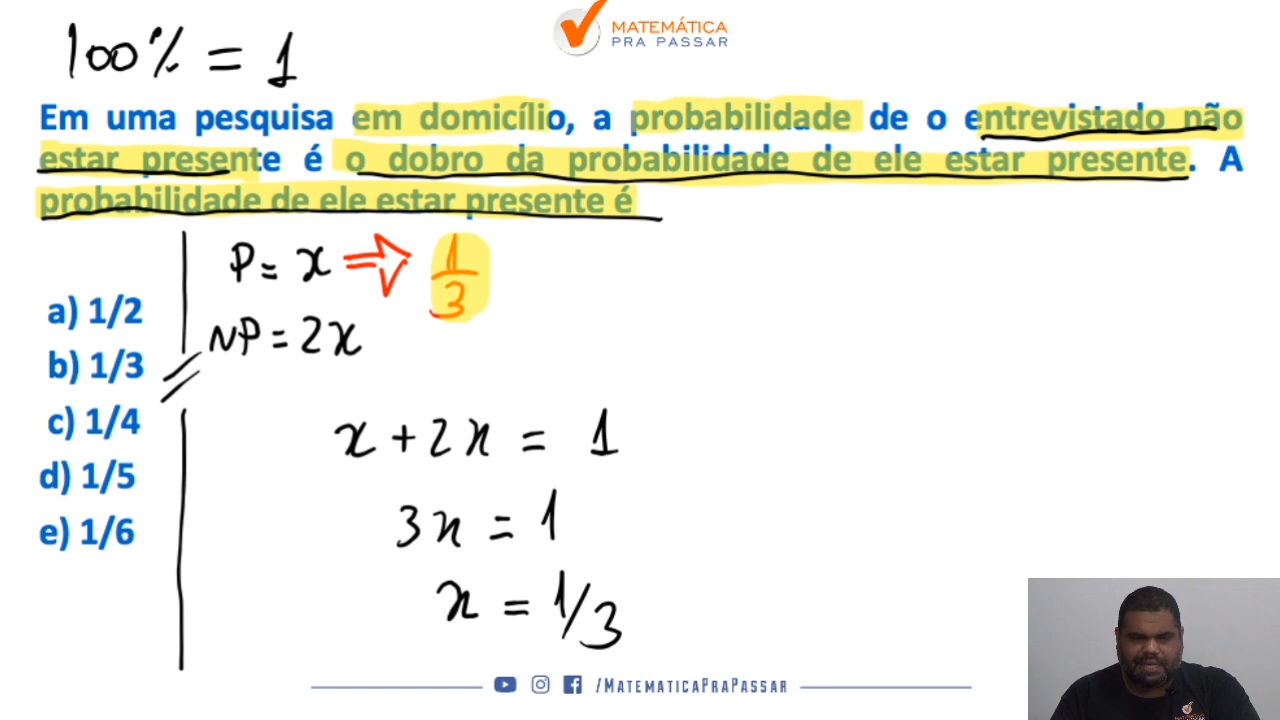 MATEMÁTICA
PRA PASSAR
100% = 1
Em uma pesquisa em domicílio, a probabilidade de o entrevistado não
estar presente é o dobro da probabilidade de ele estar presente. A
probabilidade de ele estar presente é
P = x ⇒ 1/3
NP = 2x
a) 1/2
b) 1/3
c) 1/4
d) 1/5
e) 1/6
x + 2x = 1
3x = 1
x = 1/3
/MATEMATICAPRAPASSAR